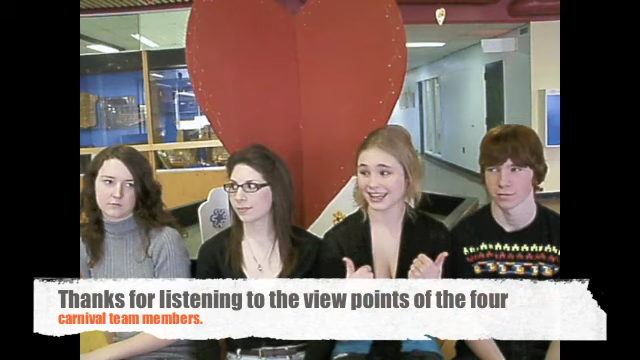 Thanks for listening to the view points of the four
carnival team members.